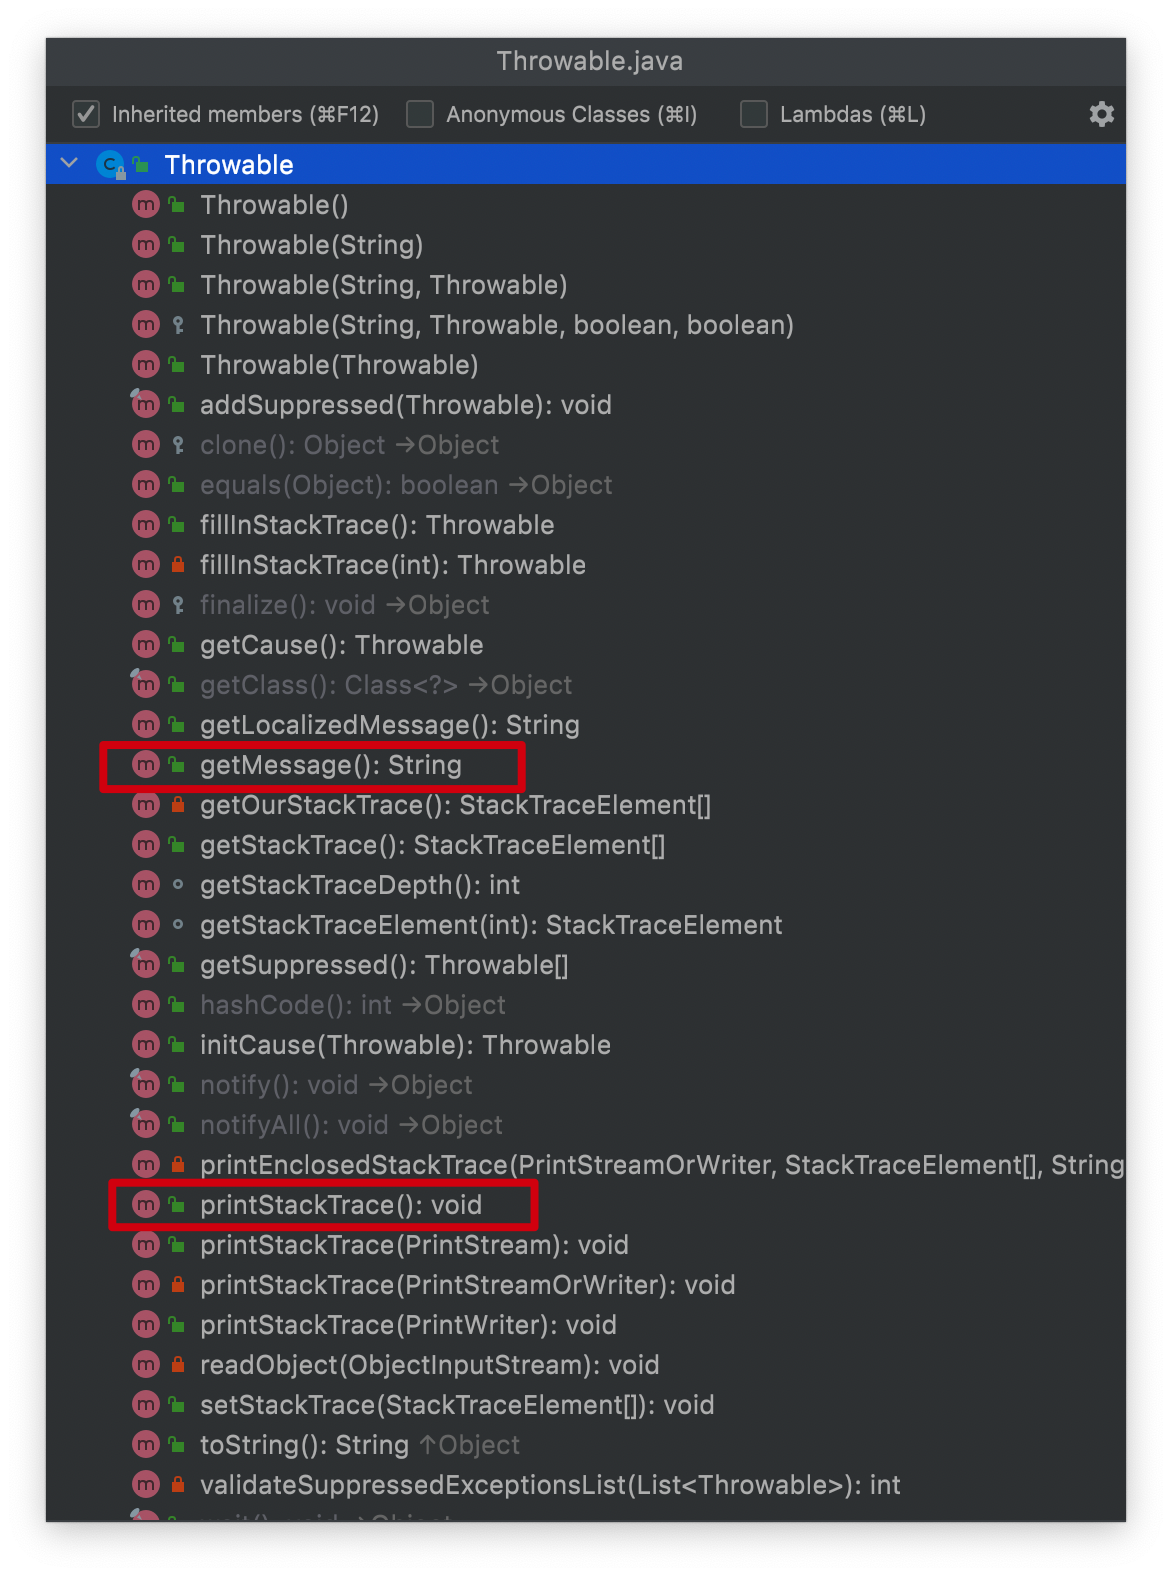 Throwable.java
Inherited members (⌘F12) Anonymous Classes (⌘I) Lambdas (⌘L)
Throwable
Throwable()
Throwable(String)
Throwable(String, Throwable)
Throwable(String, Throwable, boolean, boolean)
Throwable(Throwable)
addSuppressed(Throwable): void
clone(): Object →Object
equals(Object): boolean →Object
fillInStackTrace(): Throwable
fillInStackTrace(int): Throwable
finalize(): void →Object
getCause(): Throwable
getClass(): Class<?> →Object
getLocalizedMessage(): String
getMessage(): String
getOurStackTrace(): StackTraceElement[]
getStackTrace(): StackTraceElement[]
getStackTraceDepth(): int
getStackTraceElement(int): StackTraceElement
getSuppressed(): Throwable[]
hashCode(): int →Object
initCause(Throwable): Throwable
notify(): void →Object
notifyAll(): void →Object
printEnclosedStackTrace(PrintStreamOrWriter, StackTraceElement[], String
printStackTrace(): void
printStackTrace(PrintStream): void
printStackTrace(PrintStreamOrWriter): void
printStackTrace(PrintWriter): void
readObject(ObjectInputStream): void
setStackTrace(StackTraceElement[]): void
toString(): String ↑Object
validateSuppressedExceptionsList(List<Throwable>): int